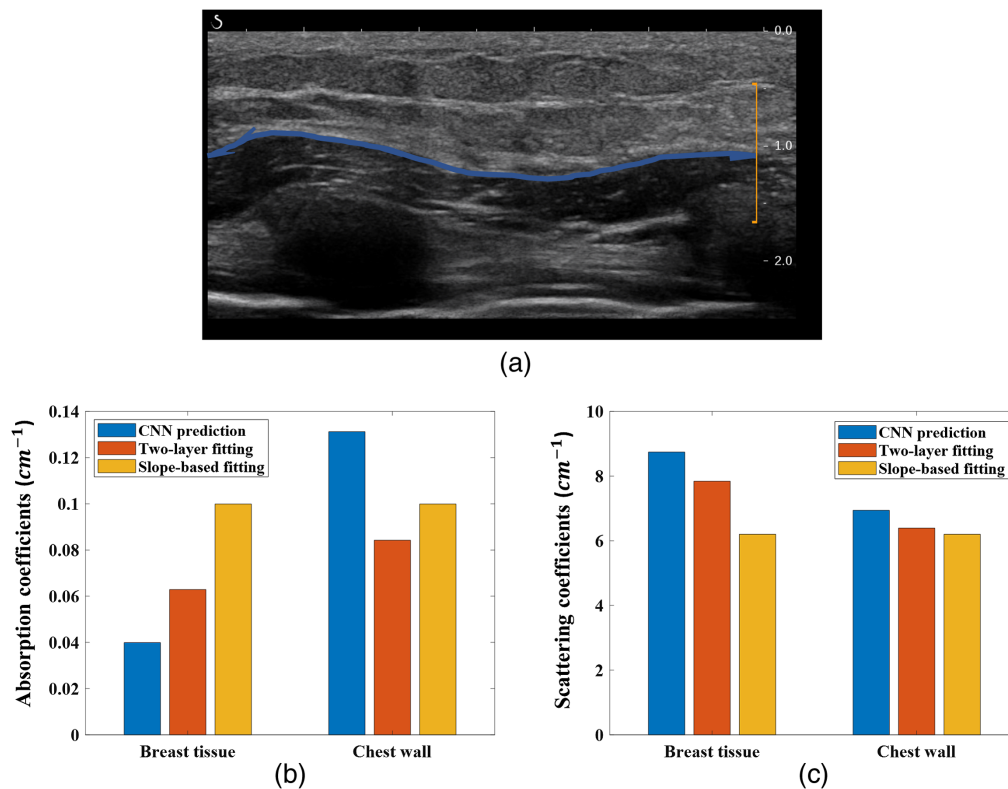 S
0.0
1.0
2.0
(a)
Absorption coefficients (cm⁻¹)
0.14
0.12
0.1
0.08
0.06
0.04
0.02
0
CNN prediction
Two-layer fitting
Slope-based fitting
Breast tissue
Chest wall
(b)
Scattering coefficients (cm⁻¹)
10
8
6
4
2
0
CNN prediction
Two-layer fitting
Slope-based fitting
Breast tissue
Chest wall
(c)